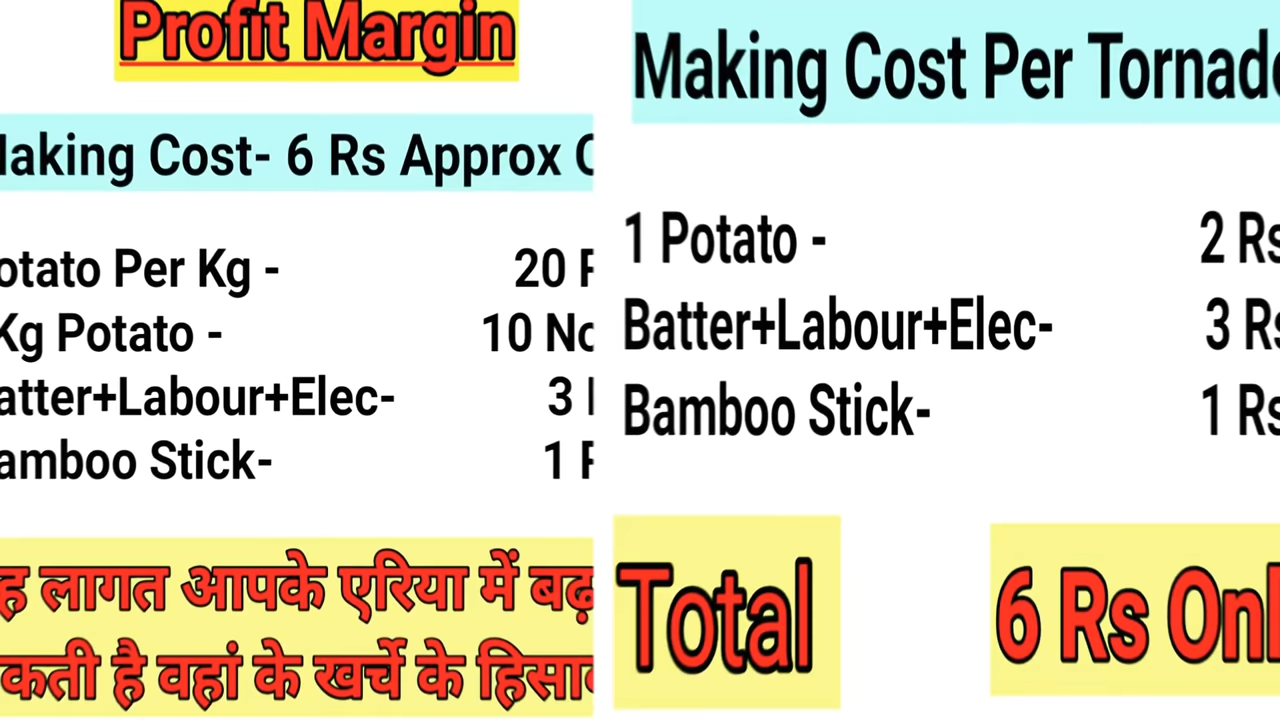 Profit Margin
aking Cost- 6 Rs Approx
otato Per Kg - 20
Kg Potato - 10
atter+Labour+Elec- 3
amboo Stick- 1
लागत आपके एरिया में बढ़
कती है वहां के खर्चे के हिसा
Making Cost Per Tornad
1 Potato - 2 Rs
Batter+Labour+Elec- 3 Rs
Bamboo Stick- 1 Rs
Total 6 Rs Onl